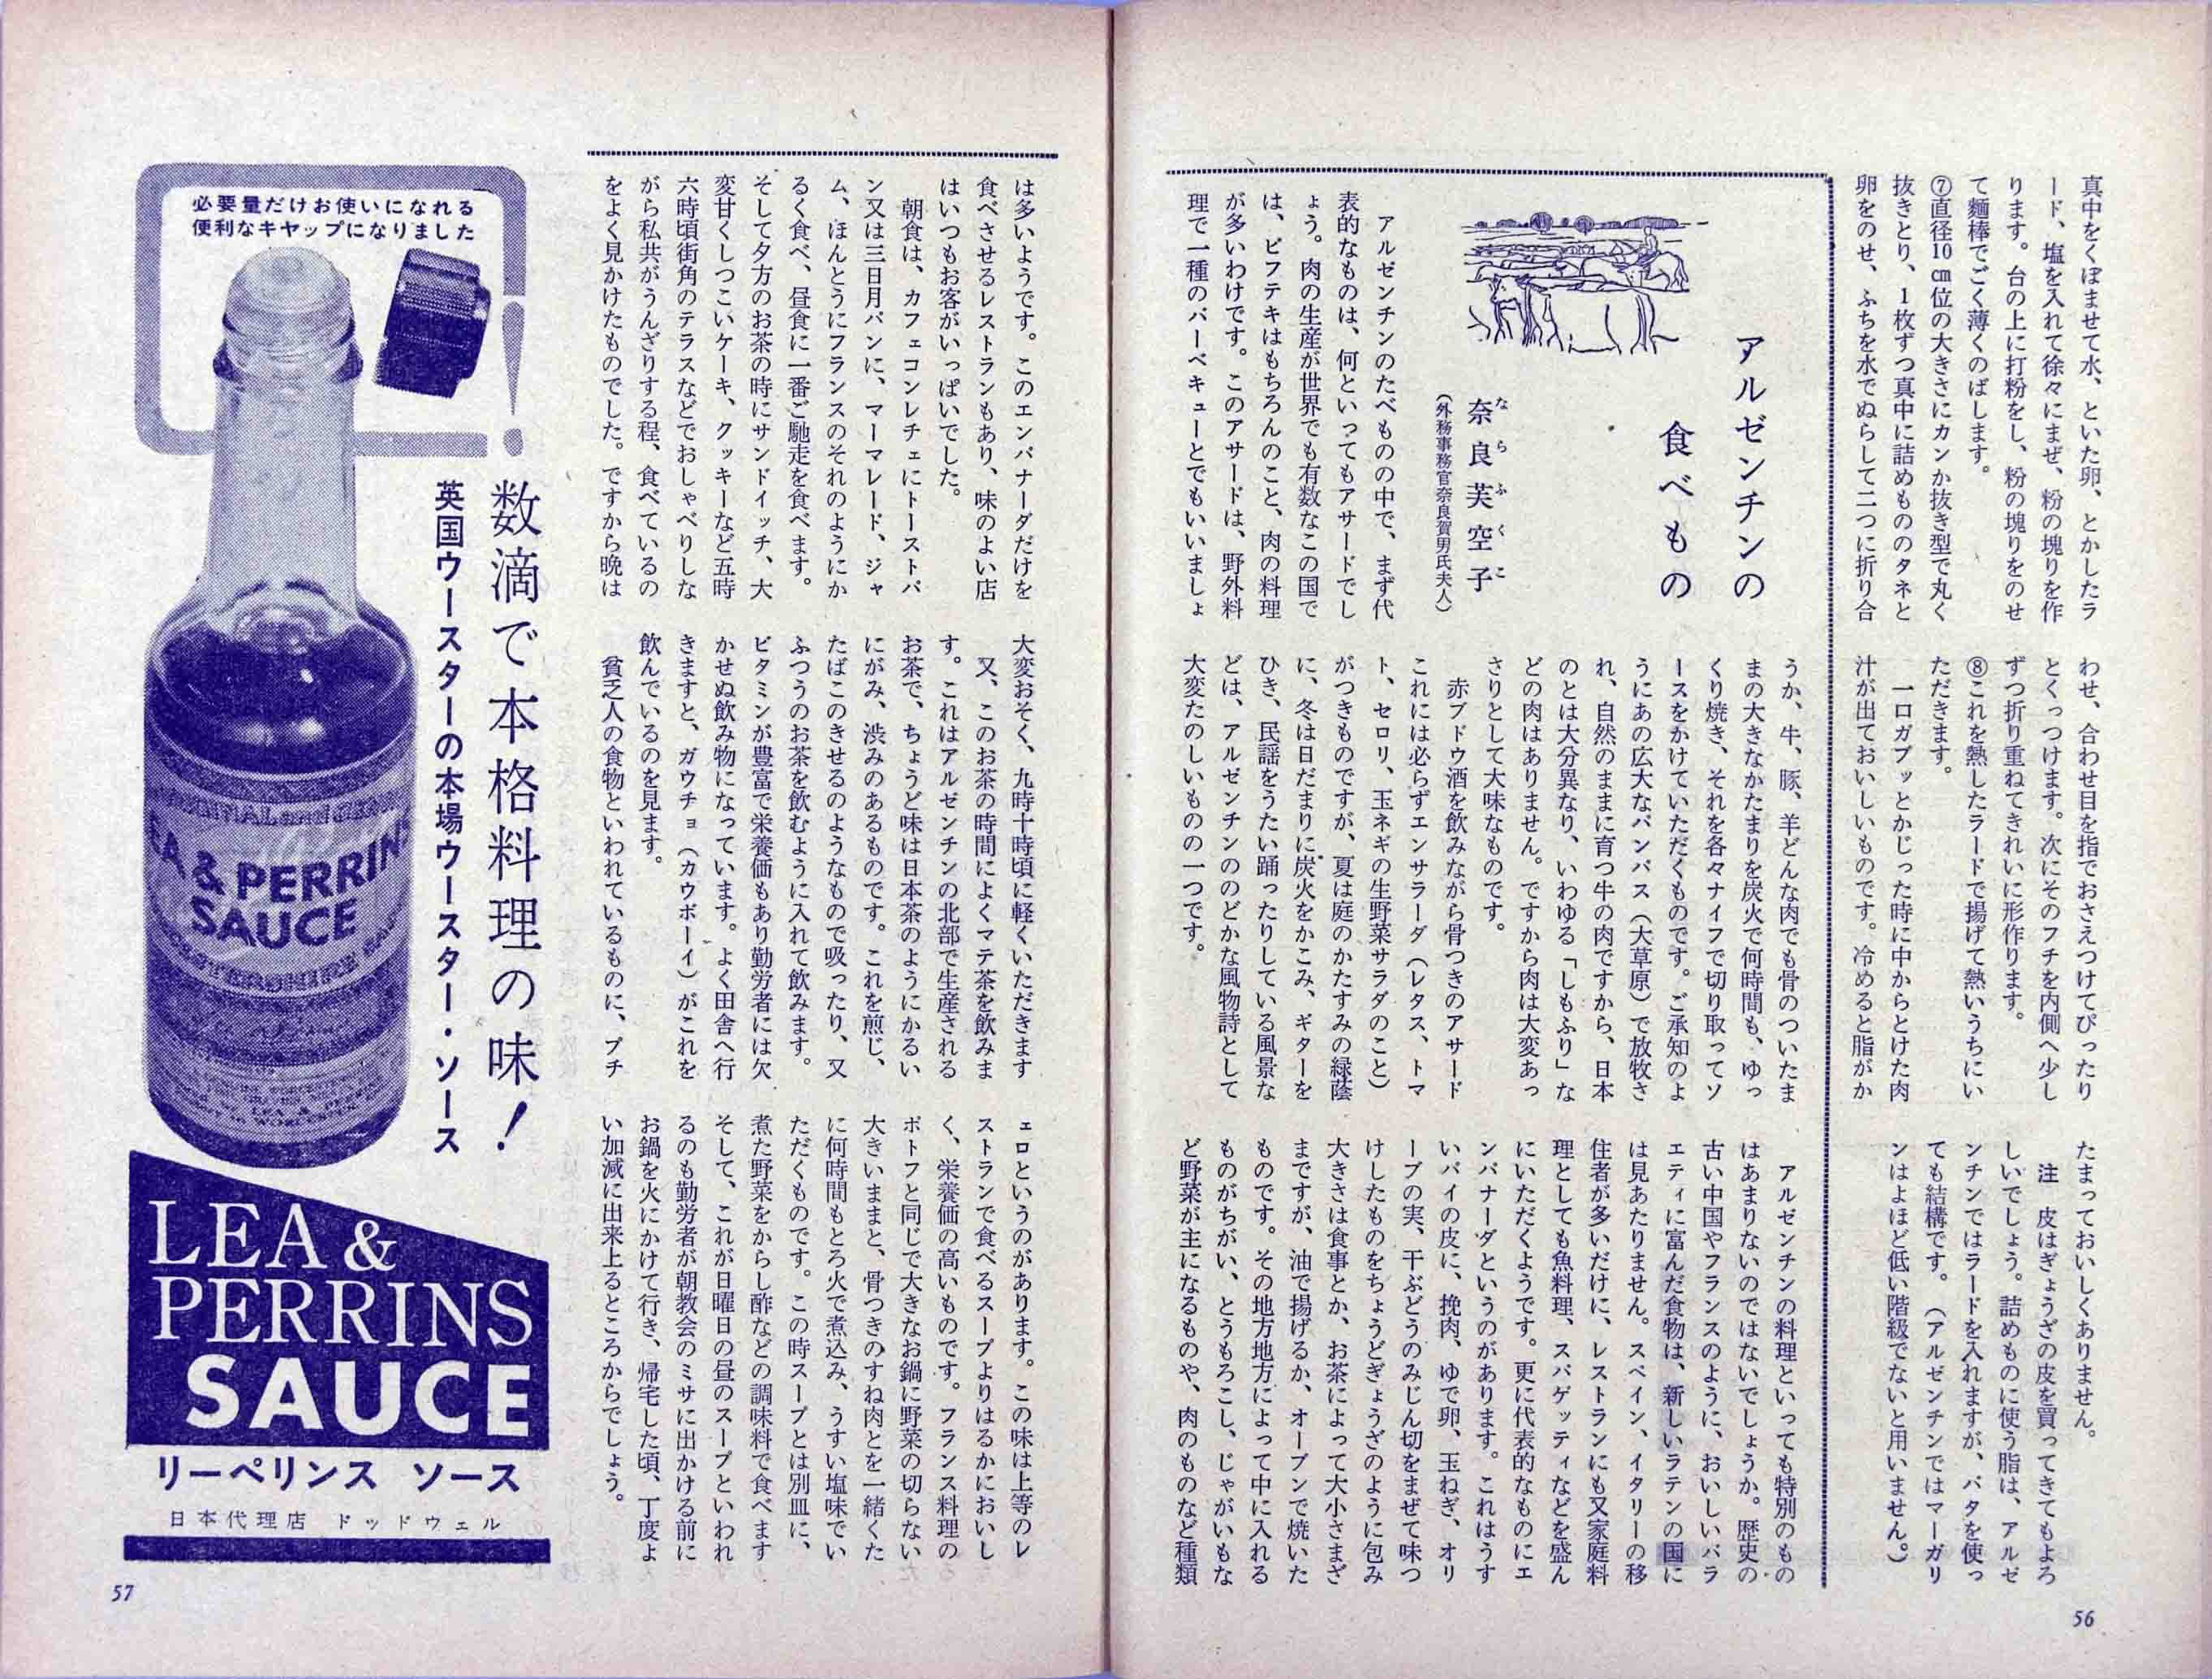 真中をくぼませて水、といた卵、とかしたラ
ード、塩を入れて徐々にまぜ、粉の塊りを作
ります。台の上に打粉をし、粉の塊りをのせ
て麺棒でごく薄くのばします。
⑦直径10㎝位の大きさにカンか抜き型で丸く
抜きとり、1枚ずつ真中に詰めもののタネと
卵をのせ、ふちを水でぬらして二つに折り合
わせ、合わせ目を指でおさえつけてぴったり
とくっつけます。次にそのフチを内側へ少し
ずつ折り重ねてきれいに形作ります。
⑧これを熱したラードで揚げて熱いうちにい
ただきます。
一口ガブッとかじった時に中からとけた肉
汁が出ておいしいものです。冷めると脂がか
たまっておいしくありません。
注 皮はぎょうざの皮を買ってきてもよろ
しいでしょう。詰めものに使う脂は、アルゼ
ンチンではラードを入れますが、バタを使っ
ても結構です。(アルゼンチンではマーガリ
ンはよほど低い階級でないと用いません。)
アルゼンチンの
食べもの
奈良芙空子
ならふくこ
(外務事務官奈良賀男氏夫人)
アルゼンチンのたべものの中で、まず代
表的なものは、何といってもアサードでし
ょう。肉の生産が世界でも有数なこの国で
は、ビフテキはもちろんのこと、肉の料理
が多いわけです。このアサードは、野外料
理で一種のバーベキューとでもいいましょ
うか、牛、豚、羊どんな肉でも骨のついたま
まの大きなかたまりを炭火で何時間も、ゆっ
くり焼き、それを各々ナイフで切り取ってソ
ースをかけていただくものです。ご承知のよ
うにあの広大なパンパス(大草原)で放牧さ
れ、自然のままに育つ牛の肉ですから、日本
のとは大分異なり、いわゆる「しもふり」な
どの肉はありません。ですから肉は大変あっ
さりとして大味なものです。
赤ブドウ酒を飲みながら骨つきのアサード
これには必らずエンサラーダ(レタス、トマ
ト、セロリ、玉ネギの生野菜サラダのこと)
がつきものですが、夏は庭のかたすみの緑蔭
に、冬は日だまりに炭火をかこみ、ギターを
ひき、民謡をうたい踊ったりしている風景な
どは、アルゼンチンののどかな風物詩として
大変たのしいものの一つです。
アルゼンチンの料理といっても特別のもの
はあまりないのではないでしょうか。歴史の
古い中国やフランスのように、おいしいバラ
エティに富んだ食物は、新しいラテンの国に
は見あたりません。スペイン、イタリーの移
住者が多いだけに、レストランにも又家庭料
理としても魚料理、スパゲッティなどを盛ん
にいただくようです。更に代表的なものにエ
ンパナーダというのがあります。これはうす
いパイの皮に、挽肉、ゆで卵、玉ねぎ、オリ
ーブの実、干ぶどうのみじん切をまぜて味つ
けしたものをちょうどぎょうざのように包み
大きさは食事とか、お茶によって大小さまざ
まですが、油で揚げるか、オーブンで焼いた
ものです。その地方地方によって中に入れる
ものがちがい、とうもろこし、じゃがいもな
ど野菜が主になるものや、肉のものなど種類
56
は多いようです。このエンパナーダだけを
食べさせるレストランもあり、味のよい店
はいつもお客がいっぱいでした。
朝食は、カフェコンレチェにトーストパ
ン又は三日月パンに、マーマレード、ジャ
ム、ほんとうにフランスのそれのようにか
るく食べ、昼食に一番ご馳走を食べます。
そして夕方のお茶の時にサンドイッチ、大
変甘くしつこいケーキ、クッキーなど五時
六時頃街角のテラスなどでおしゃべりしな
がら私共がうんざりする程、食べているの
をよく見かけたものでした。ですから晩は
大変おそく、九時十時頃に軽くいただきます
又、このお茶の時間によくマテ茶を飲みま
す。これはアルゼンチンの北部で生産される
お茶で、ちょうど味は日本茶のようにかるい
にがみ、渋みのあるものです。これを煎じ、
たばこのきせるのようなもので吸ったり、又
ふつうのお茶を飲むように入れて飲みます。
ビタミンが豊富で栄養価もあり勤労者には欠
かせぬ飲み物になっています。よく田舎へ行
きますと、ガウチョ(カウボーイ)がこれを
飲んでいるのを見ます。
貧乏人の食物といわれているものに、プチ
ェロというのがあります。この味は上等のレ
ストランで食べるスープよりはるかにおいし
く、栄養価の高いものです。フランス料理の
ポトフと同じで大きなお鍋に野菜の切らない
大きいままと、骨つきのすね肉とを一緒くた
に何時間もとろ火で煮込み、うすい塩味でい
ただくものです。この時スープとは別皿に、
煮た野菜をからし酢などの調味料で食べます
そして、これが日曜日の昼のスープといわれ
るのも勤労者が朝教会のミサに出かける前に
お鍋を火にかけて行き、帰宅した頃、丁度よ
い加減に出来上るところからでしょう。
必要量だけお使いになれる
便利なキヤップになりました
数滴で本格料理の味!
英国ウースターの本場ウースター・ソース
EA & PERRIN
SAUCE
LEA &
PERRINS
SAUCE
リーペリンス ソース
日本代理店 ドッドウェル
57